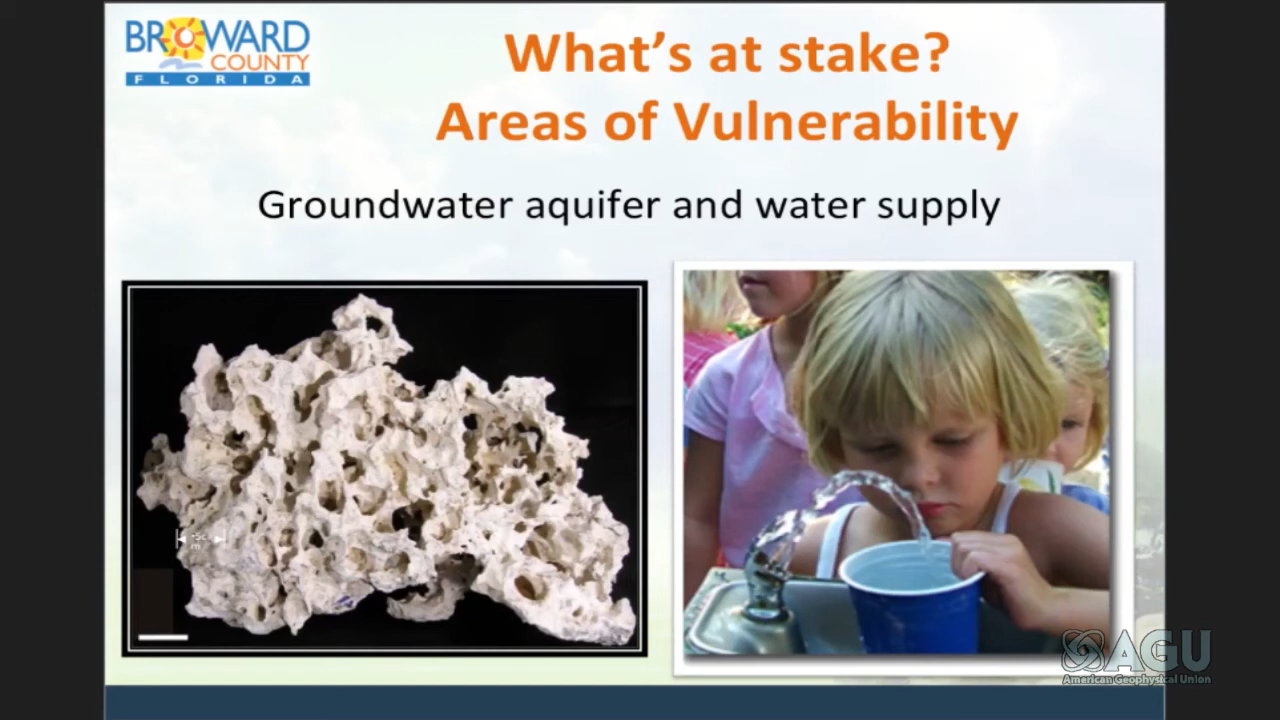 BROWARD
COUNTY
FLORIDA
What's at stake?
Areas of Vulnerability
Groundwater aquifer and water supply
AGU
American Geophysical Union